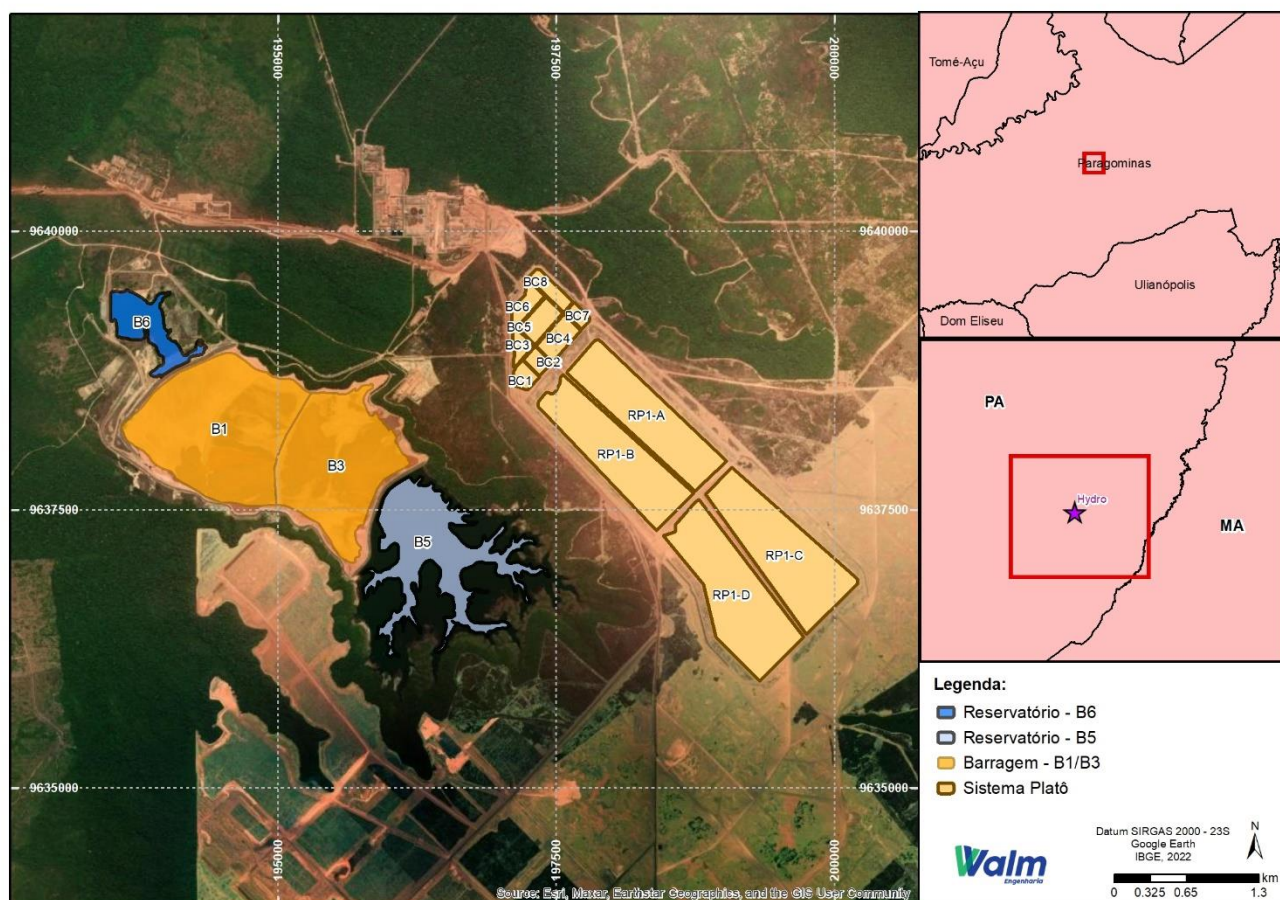 195000
197500
200000
9640000
9640000
BC8
BC6
BC7
BC5
BC4
BC3
BC2
BC1
B6
B1
B3
RP1-A
RP1-B
9637500
9637500
B5
RP1-C
RP1-D
9635000
9635000
195000
197500
200000
Source: Esri, Maxar, Earthstar Geographics, and the GIS User Community
Tomé-Açu
Paragominas
Ulianópolis
Dom Eliseu
PA
Hydro
MA
Legenda:
Reservatório - B6
Reservatório - B5
Barragem - B1/B3
Sistema Platô
Walm
Engenharia
Datum SIRGAS 2000 - 23S
Google Earth
IBGE, 2022
N
km
0 0.325 0.65 1.3